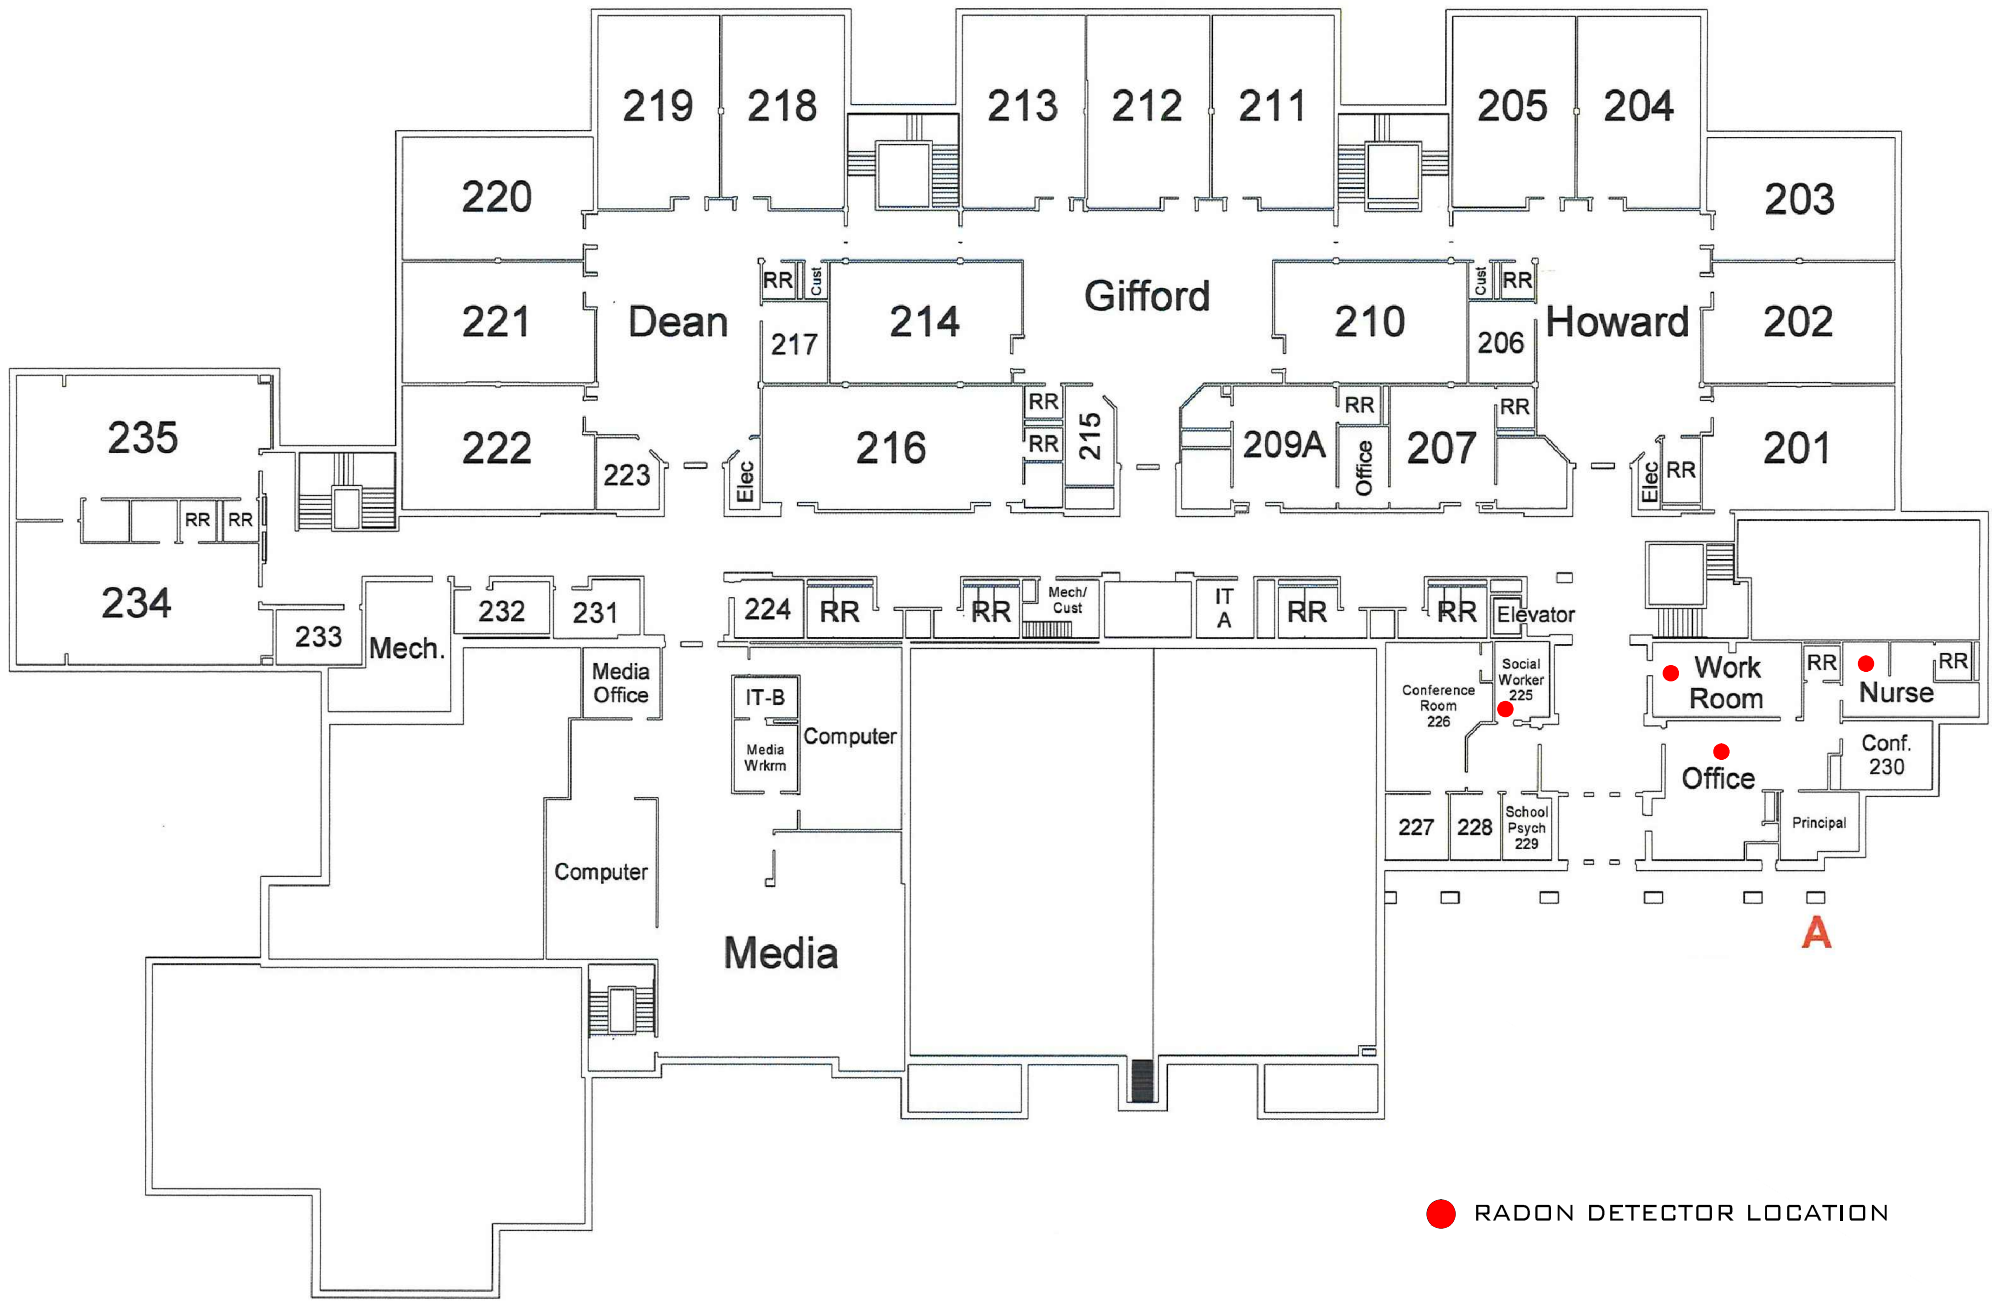 219
218
213
212
211
205
204
220
203
RR
Cust
Cust
RR
221
Dean
217
214
Gifford
210
206
Howard
202
235
222
223
Elec
216
RR
RR
215
209A
RR
Office
207
RR
Elec
RR
201
RR
RR
234
233
Mech.
232
231
224
RR
RR
Mech/
Cust
IT
A
RR
RR
Elevator
Media
Office
IT-B
Media
Wrkrm
Computer
Conference
Room
226
Social
Worker
225
Work
Room
RR
Nurse
RR
Office
Conf.
230
227
228
School
Psych
229
Principal
Computer
Media
A
RADON DETECTOR LOCATION